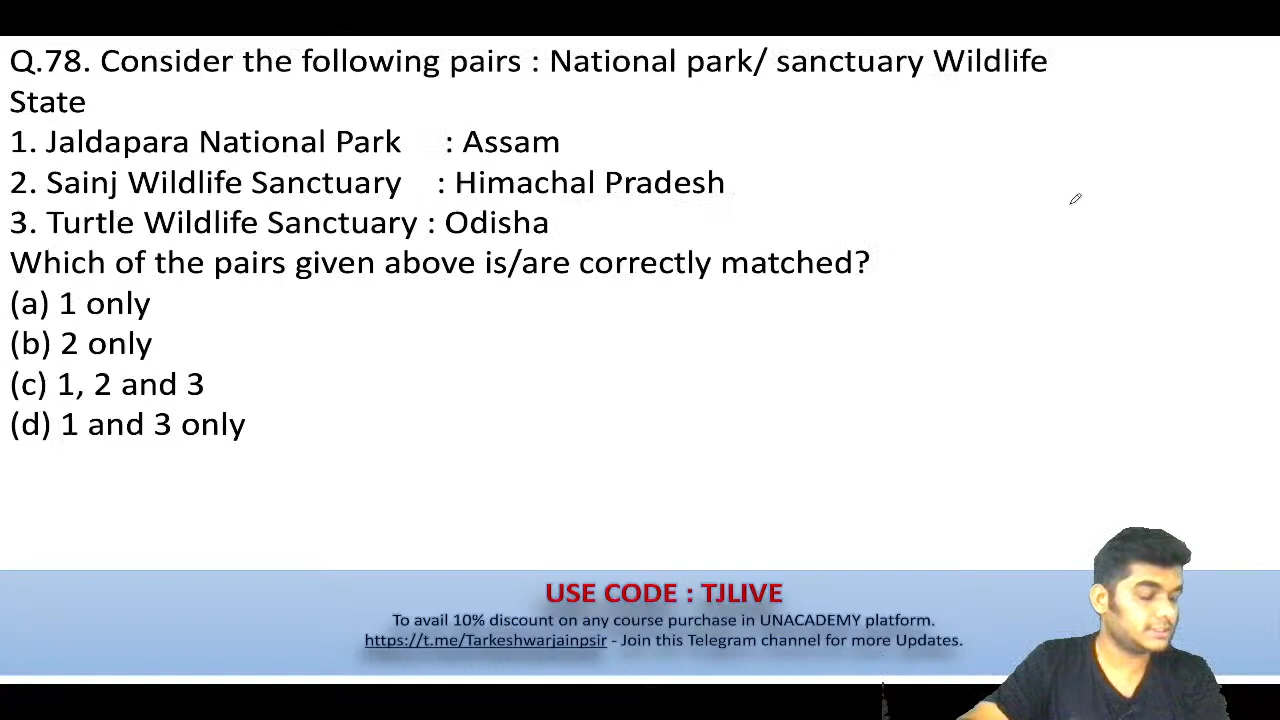 Q.78. Consider the following pairs : National park/ sanctuary Wildlife
State
1. Jaldapara National Park : Assam
2. Sainj Wildlife Sanctuary : Himachal Pradesh
3. Turtle Wildlife Sanctuary : Odisha
Which of the pairs given above is/are correctly matched?
(a) 1 only
(b) 2 only
(c) 1, 2 and 3
(d) 1 and 3 only
USE CODE : TJLIVE
To avail 10% discount on any course purchase in UNACADEMY platform.
https://t.me/Tarkeshwarjainpsir - Join this Telegram channel for more Updates.